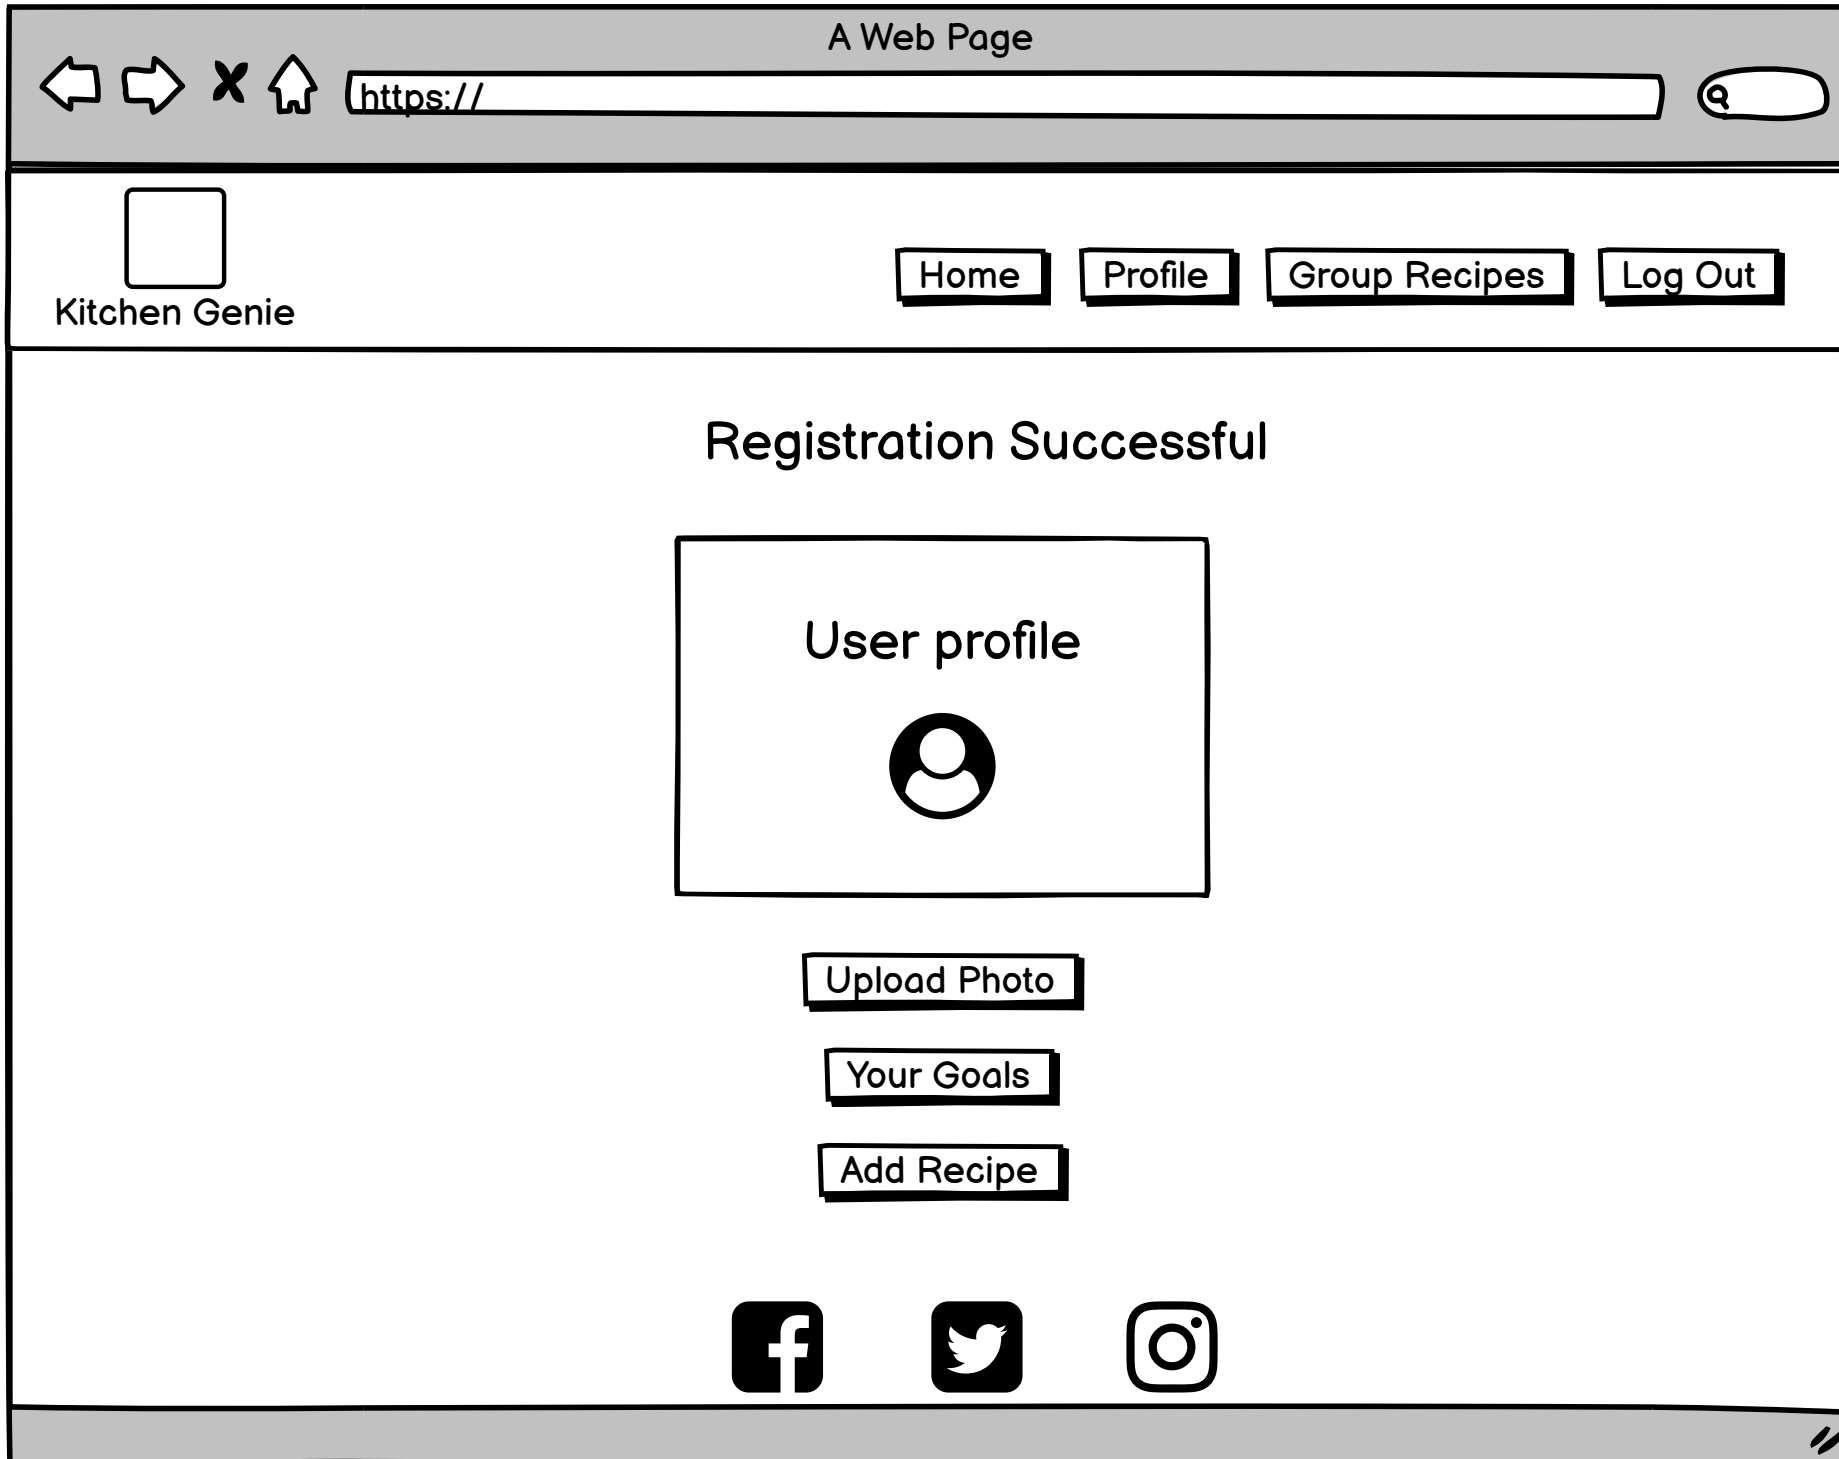 A Web Page
https://
Kitchen Genie
Home
Profile
Group Recipes
Log Out
Registration Successful
User profile
Upload Photo
Your Goals
Add Recipe